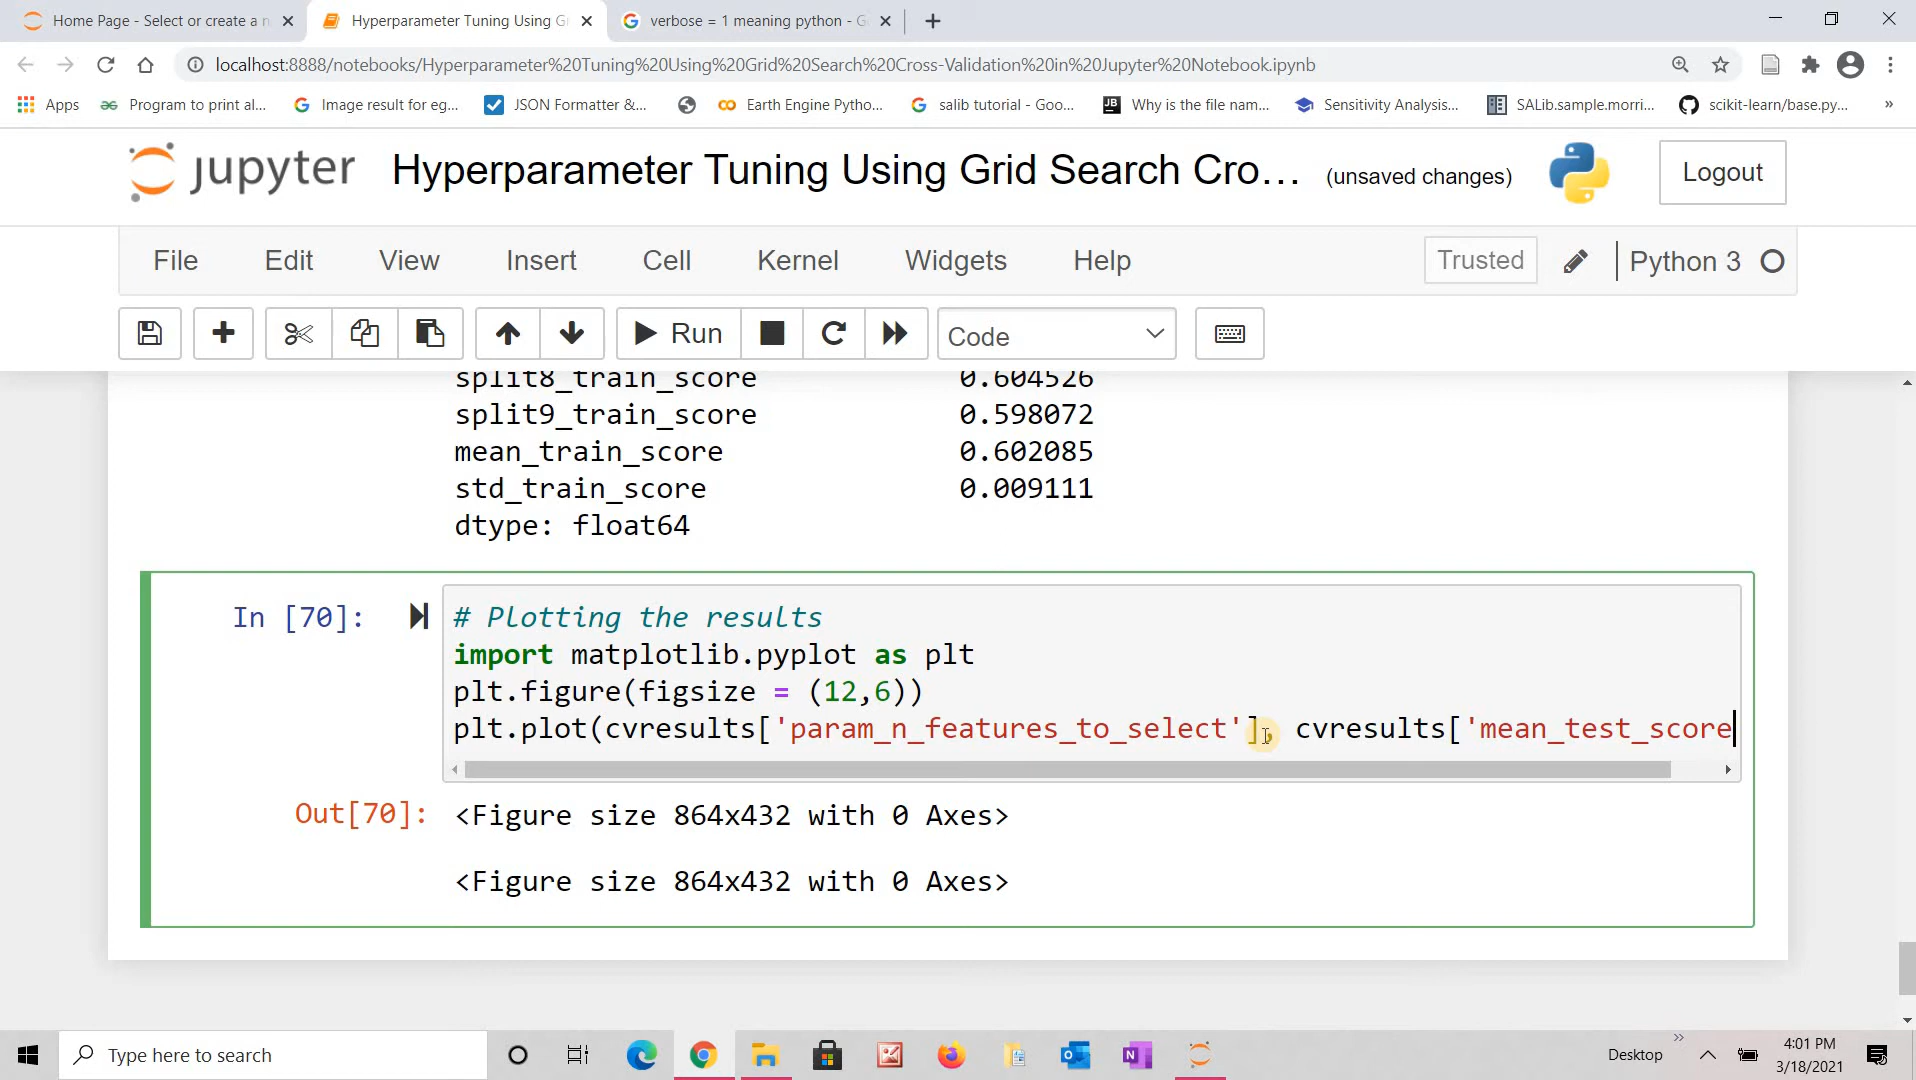 Home Page - Select or create a n
Hyperparameter Tuning Using Gr
verbose = 1 meaning python - Go
localhost:8888/notebooks/Hyperparameter%20Tuning%20Using%20Grid%20Search%20Cross-Validation%20in%20Jupyter%20Notebook.ipynb
Apps
Program to print al...
Image result for eg...
JSON Formatter &...
Earth Engine Pytho...
salib tutorial - Goo...
Why is the file nam...
Sensitivity Analysis...
SALib.sample.morri...
scikit-learn/base.py...
»
jupyter
Hyperparameter Tuning Using Grid Search Cro...
(unsaved changes)
Logout
File Edit View Insert Cell Kernel Widgets Help
Trusted
Python 3
Run
Code
split8_train_score 0.604526
split9_train_score 0.598072
mean_train_score 0.602085
std_train_score 0.009111
dtype: float64
In [70]:
# Plotting the results
import matplotlib.pyplot as plt
plt.figure(figsize = (12,6))
plt.plot(cvresults['param_n_features_to_select'], cvresults['mean_test_score
Out[70]:
<Figure size 864x432 with 0 Axes>
<Figure size 864x432 with 0 Axes>
Type here to search
Desktop
»
4:01 PM
3/18/2021